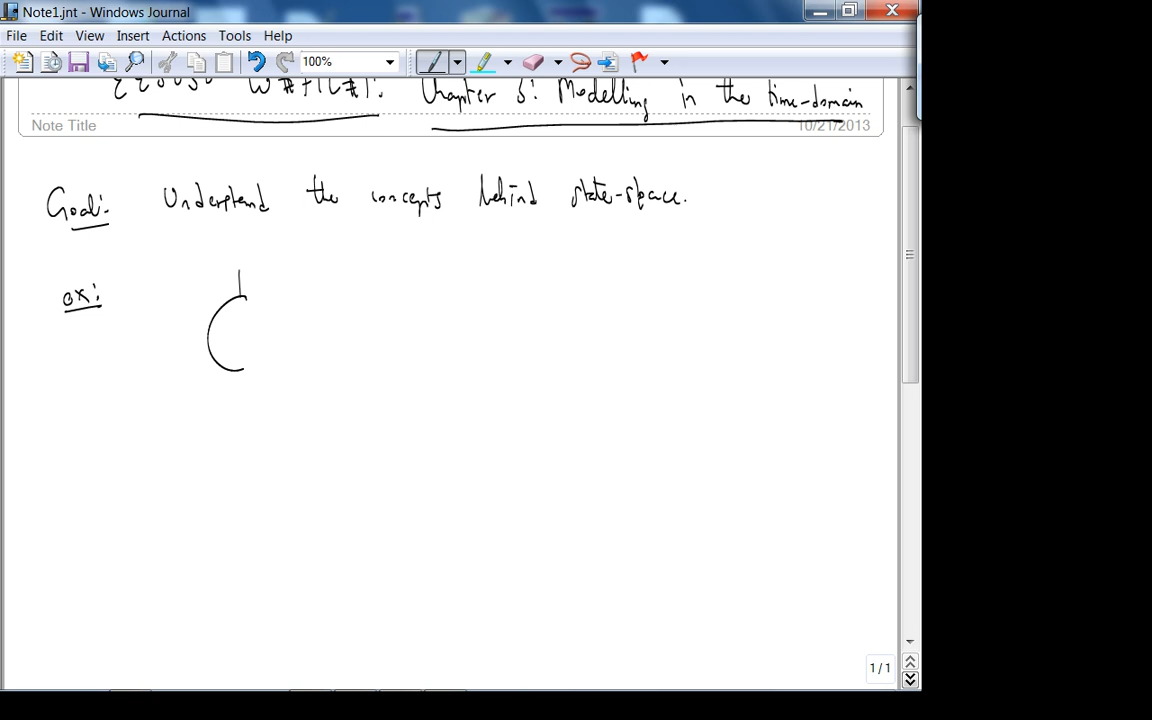 Note1.jnt - Windows Journal
File Edit View Insert Actions Tools Help
100%
Chapter 3: Modelling in the time-domain
Note Title 10/21/2013
Goal: Understand the concepts behind state-space.
ex:
1 / 1